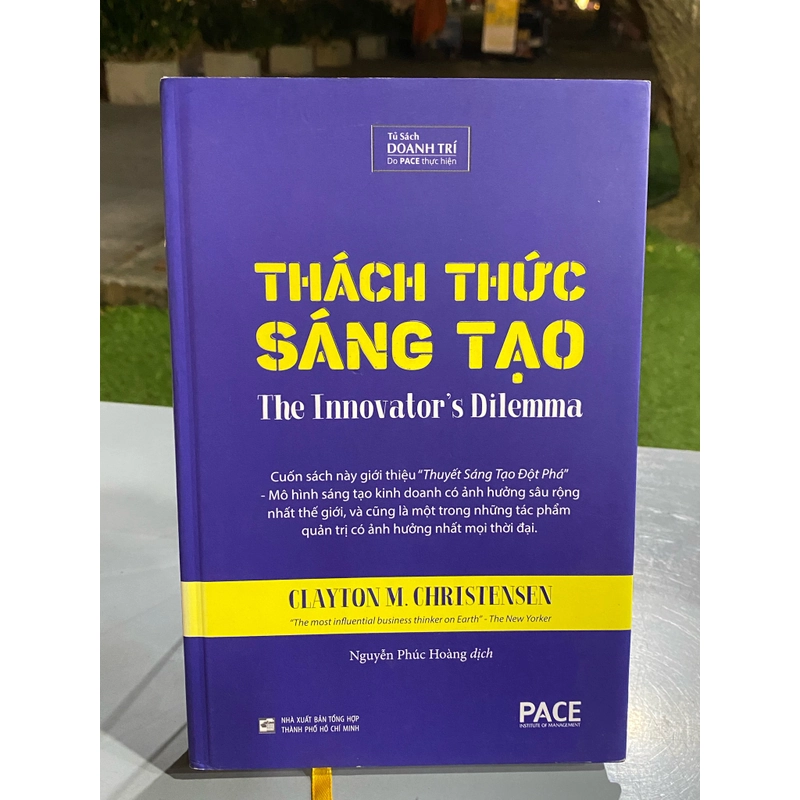 Tủ Sách
DOANH TRÍ
Do PACE thực hiện
THÁCH THỨC
SÁNG TẠO
The Innovator's Dilemma
Cuốn sách này giới thiệu "Thuyết Sáng Tạo Đột Phá"
- Mô hình sáng tạo kinh doanh có ảnh hưởng sâu rộng
nhất thế giới, và cũng là một trong những tác phẩm
quản trị có ảnh hưởng nhất mọi thời đại.
CLAYTON M. CHRISTENSEN
"The most influential business thinker on Earth" - The New Yorker
Nguyễn Phúc Hoàng dịch
NHÀ XUẤT BẢN TỔNG HỢP
THÀNH PHỐ HỒ CHÍ MINH
PACE
INSTITUTE OF MANAGEMENT